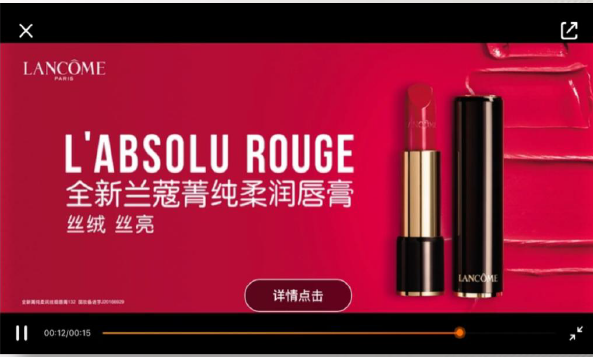 LANCÔME
PARIS
L'ABSOLU ROUGE
全新兰蔻菁纯柔润唇膏
丝绒 丝亮
LANCÔME
详情点击
00:12/00:15